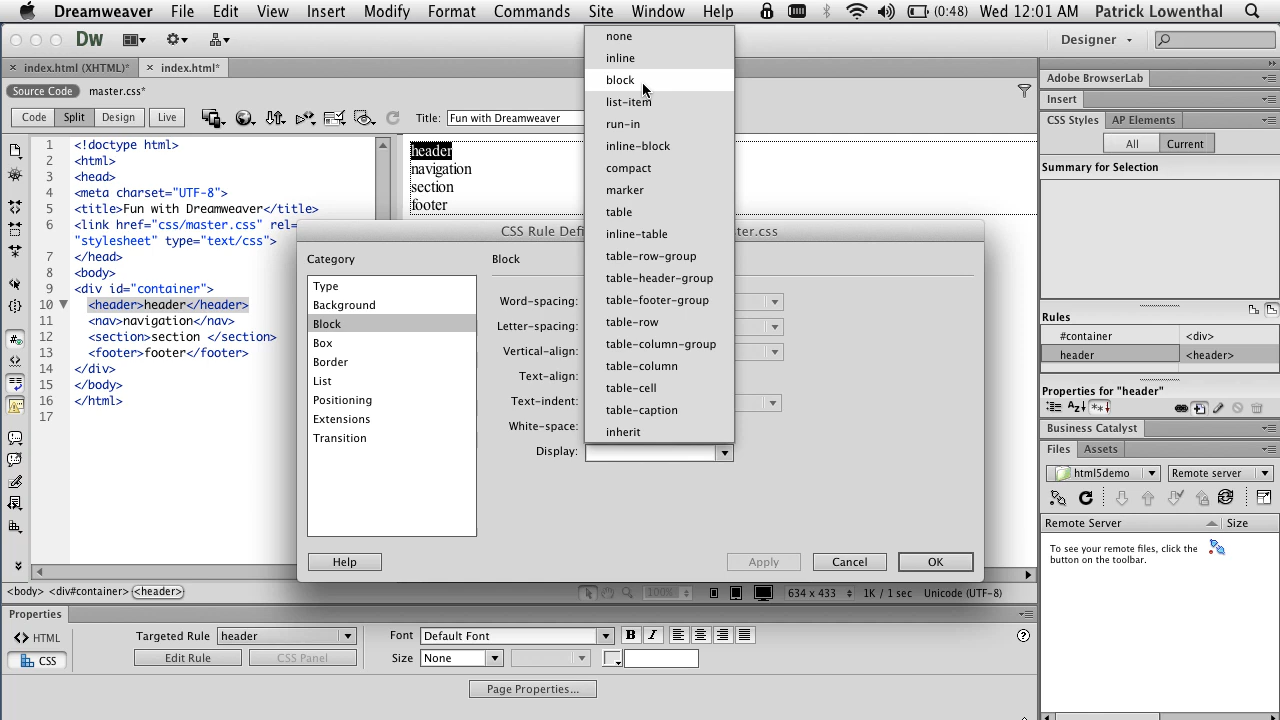 Dreamweaver File Edit View Insert Modify Format Commands Site Window Help (0:48) Wed 12:01 AM Patrick Lowenthal
Dw Designer
index.html (XHTML)* index.html*
Source Code master.css*
Code Split Design Live Title: Fun with Dreamweaver
1 <!doctype html>
2 <html>
3 <head>
4 <meta charset="UTF-8">
5 <title>Fun with Dreamweaver</title>
6 <link href="css/master.css" rel=
"stylesheet" type="text/css">
7 </head>
8 <body>
9 <div id="container">
10 <header>header</header>
11 <nav>navigation</nav>
12 <section>section </section>
13 <footer>footer</footer>
14 </div>
15 </body>
16 </html>
17
header
navigation
section
footer
none
inline
block
list-item
run-in
inline-block
compact
marker
table
inline-table
table-row-group
table-header-group
table-footer-group
table-row
table-column-group
table-column
table-cell
table-caption
inherit
CSS Rule Defi
ter.css
Category
Type
Background
Block
Box
Border
List
Positioning
Extensions
Transition
Block
Word-spacing:
Letter-spacing:
Vertical-align:
Text-align:
Text-indent:
White-space:
Display:
Help Apply Cancel OK
Adobe BrowserLab
Insert
CSS Styles AP Elements
All Current
Summary for Selection
Rules
#container <div>
header <header>
Properties for "header"
Business Catalyst
Files Assets
html5demo Remote server
Remote Server Size
To see your remote files, click the
button on the toolbar.
<body> <div#container> <header> 100% 634 x 433 1K / 1 sec Unicode (UTF-8)
Properties
HTML
CSS
Targeted Rule header
Edit Rule CSS Panel
Font Default Font B I
Size None
Page Properties...